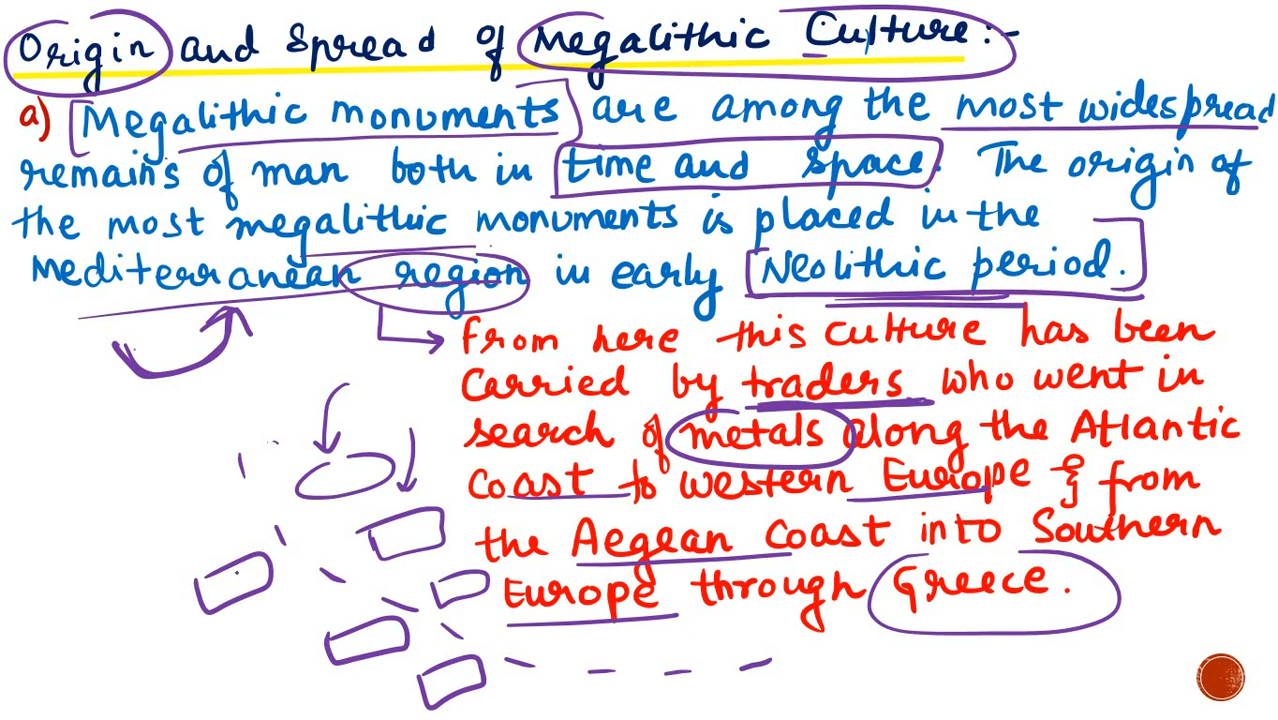 Origin and Spread of Megalithic Culture:-
a) Megalithic monuments are among the most widespread
remains of man both in time and space. The origin of
the most megalithic monuments is placed in the
Mediterranean region in early Neolithic period.
From here this culture has been
carried by traders who went in
search of metals along the Atlantic
Coast to western Europe & from
the Aegean Coast into Southern
Europe through Greece.